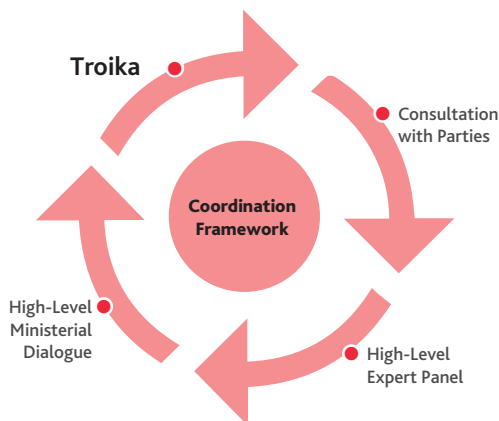 Troika
Consultation
with Parties
Coordination
Framework
High-Level
Ministerial
Dialogue
High-Level
Expert Panel